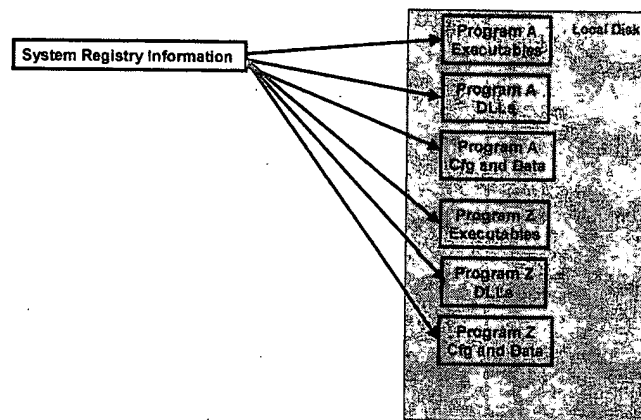 System Registry Information
Local Disk
Program A
Executables
Program A
DLLs
Program A
Cfg and Data
Program Z
Executables
Program Z
DLLs
Program Z
Cfg and Data